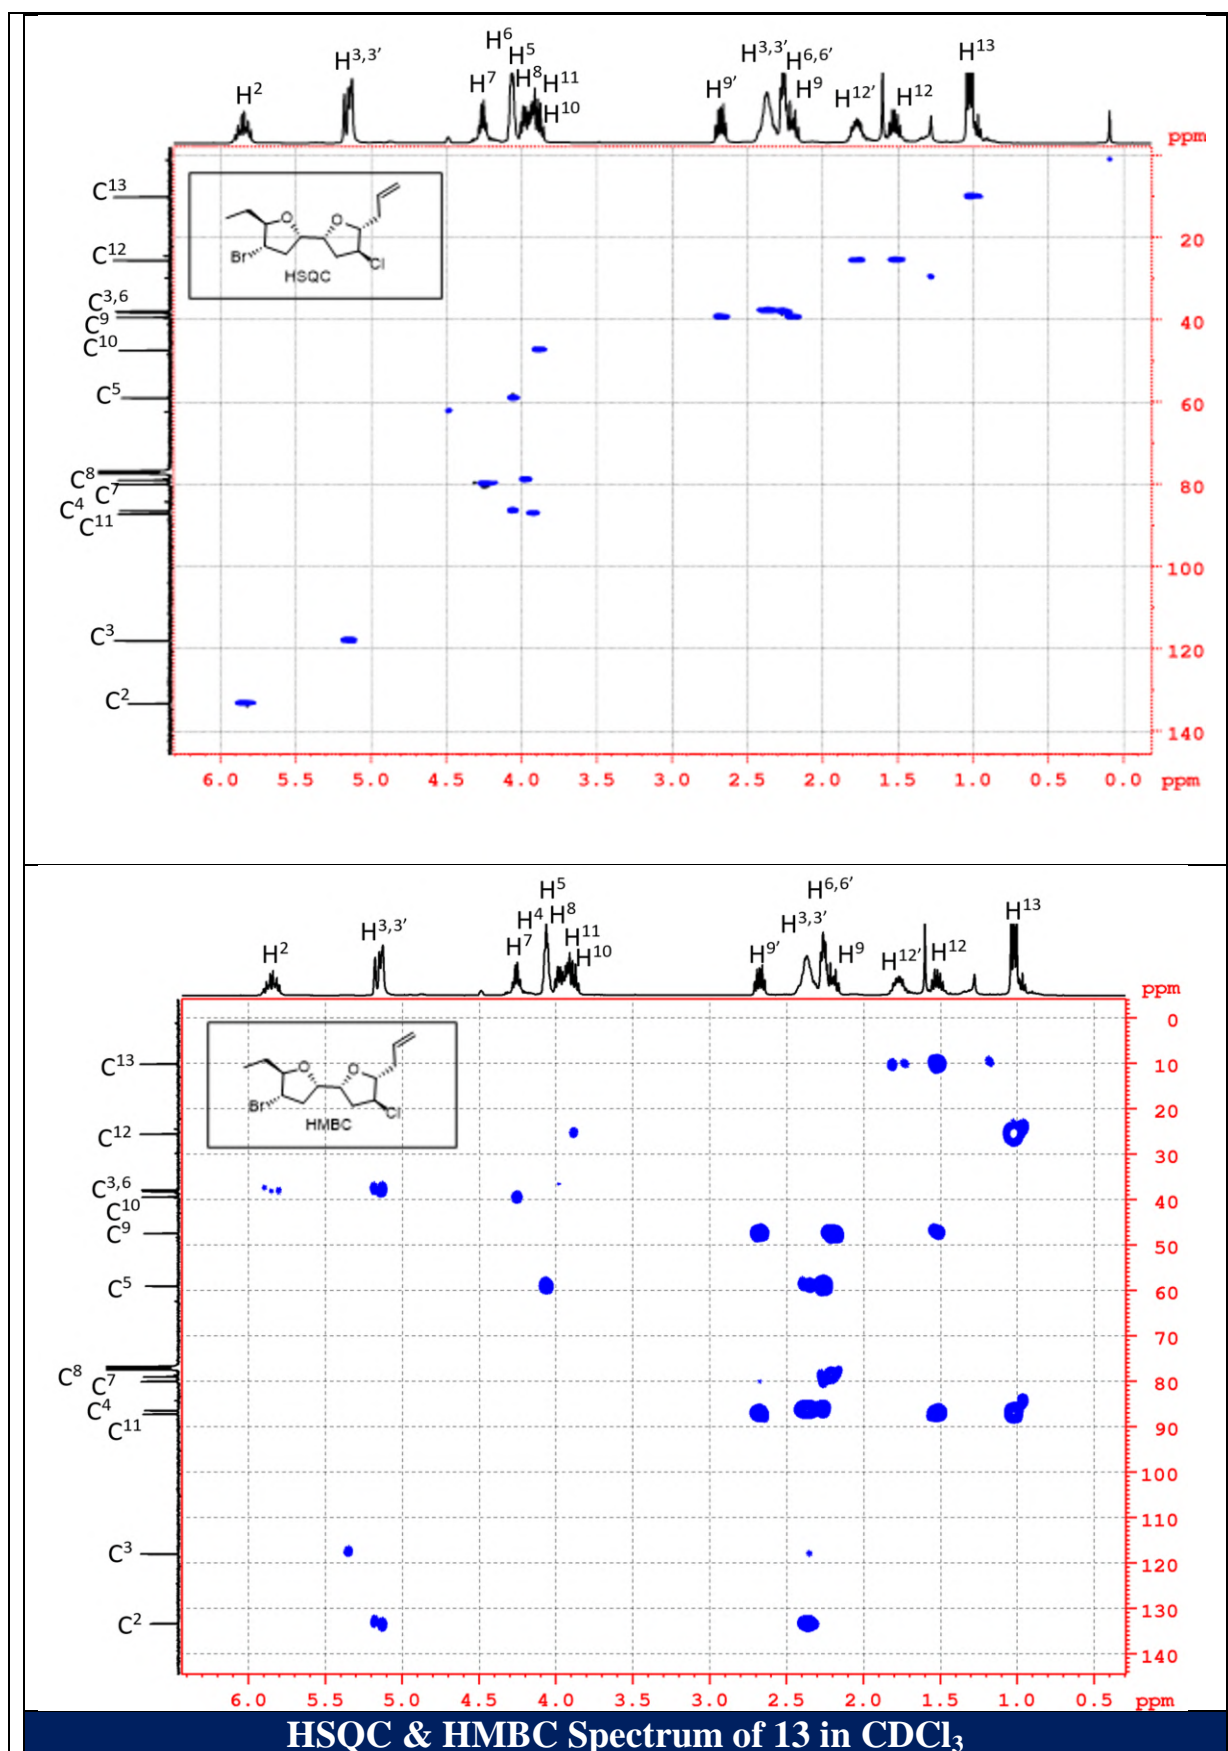 H⁶
H²
H³,³′
H⁵
H⁷
H⁸
H¹¹
H¹⁰
H⁹′
H³,³′
H⁶,⁶′
H⁹
H¹²′
H¹²
H¹³
ppm
C¹³
C¹²
C³,⁶
C⁹
C¹⁰
C⁵
C⁸
C⁷
C⁴
C¹¹
C³
C²
O
O
Br
Cl
HSQC
20
40
60
80
100
120
140
6.0 5.5 5.0 4.5 4.0 3.5 3.0 2.5 2.0 1.5 1.0 0.5 0.0 ppm
H⁵
H²
H³,³′
H⁴
H⁷
H⁸
H¹¹
H¹⁰
H⁹′
H³,³′
H⁶,⁶′
H⁹
H¹²′
H¹²
H¹³
ppm
C¹³
C¹²
C³,⁶
C¹⁰
C⁹
C⁵
C⁸
C⁷
C⁴
C¹¹
C³
C²
O
O
Br
Cl
HMBC
0
10
20
30
40
50
60
70
80
90
100
110
120
130
140
6.0 5.5 5.0 4.5 4.0 3.5 3.0 2.5 2.0 1.5 1.0 0.5 ppm
HSQC & HMBC Spectrum of 13 in CDCl₃